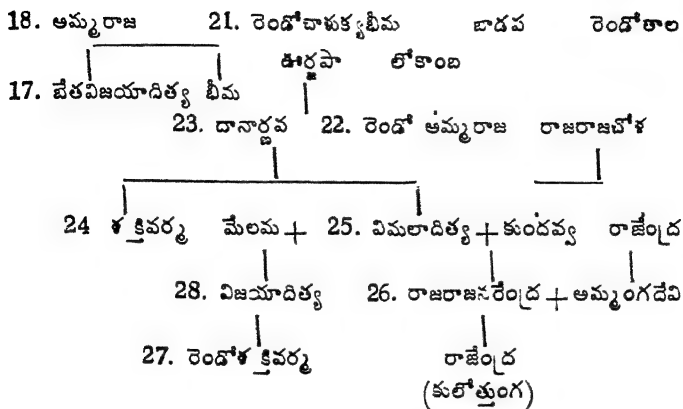 18. అమ్మరాజ 21. రెండోచాళుక్యభీమ బాడప రెండోతాల
ఊర్జపా లోకాంబ
17. బేతవిజయాదిత్య భీమ
23. దానార్ణవ 22. రెండో అమ్మరాజ రాజరాజచోళ
24 శక్తివర్మ మేలమ + 25. విమలాదిత్య + కుందవ్వ రాజేంద్ర
28. విజయాదిత్య 26. రాజరాజనరేంద్ర + అమ్మంగదేవి
27. రెండోశక్తివర్మ రాజేంద్ర
(కులోత్తుంగ)